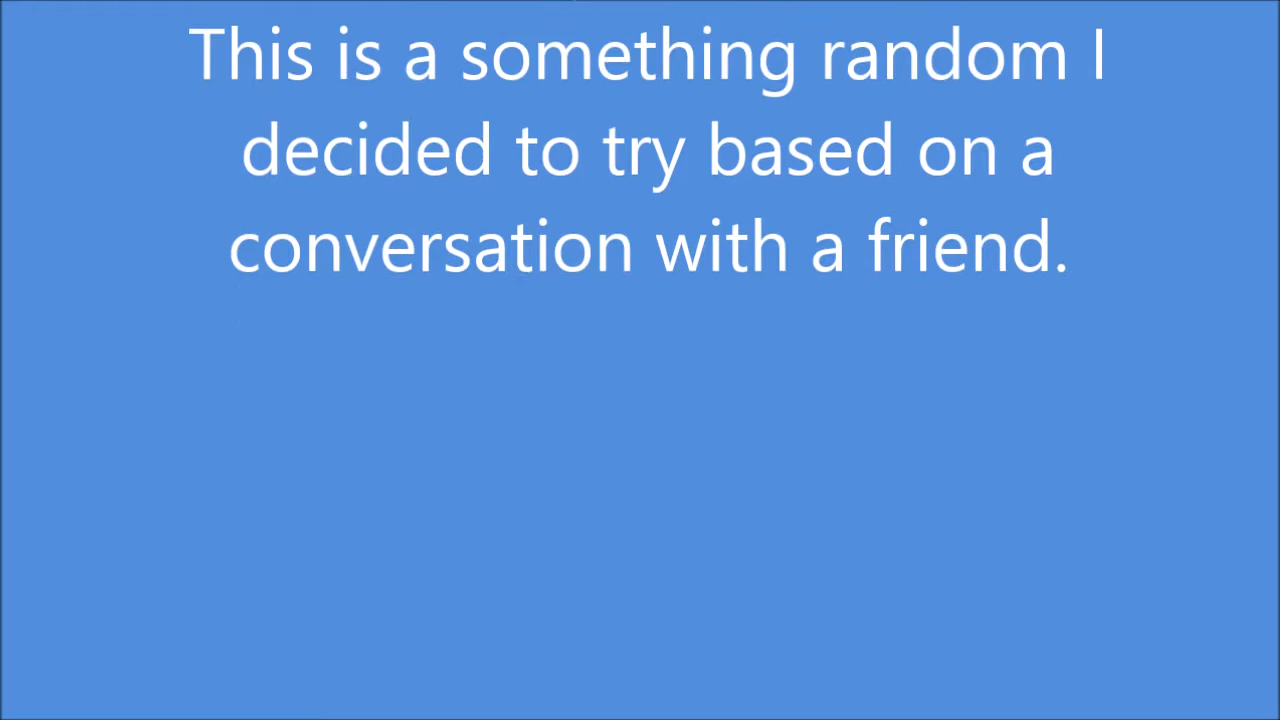 This is a something random I
decided to try based on a
conversation with a friend.